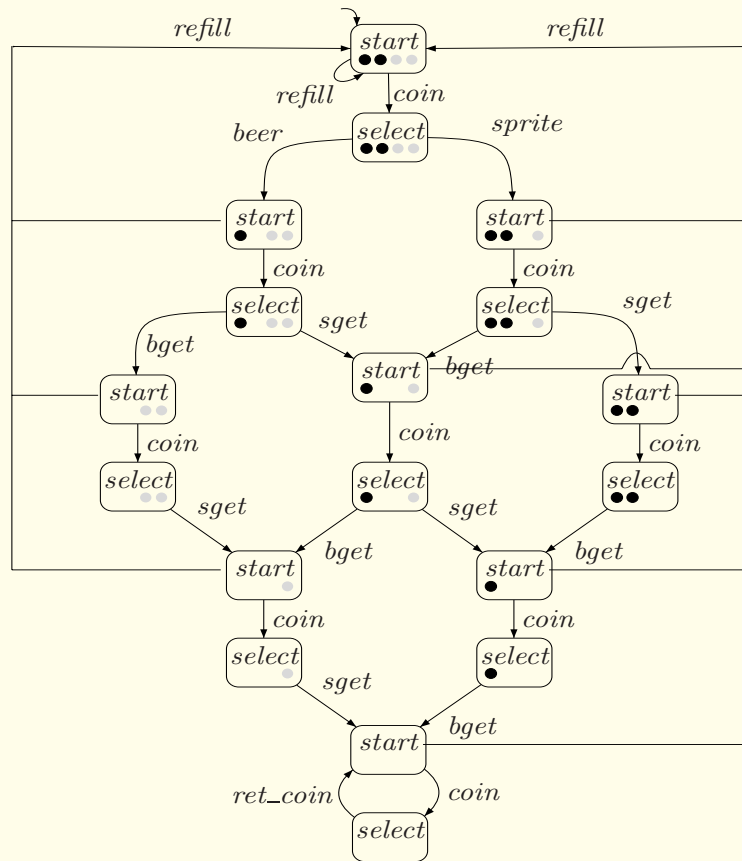 refill refill
start
refill
coin
beer select sprite
start start
coin coin
select select
sget sget
bget
start bget
start start
coin coin coin
select select select
sget bget sget bget
start start
coin coin
select select
sget bget
start
ret_coin coin
select